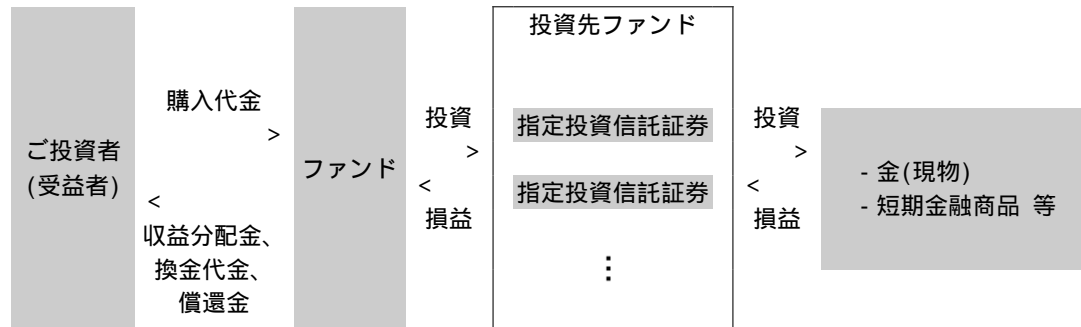 投資先ファンド
ご投資者
(受益者)
購入代金
>
<
収益分配金、
換金代金、
償還金
ファンド
投資
>
<
損益
指定投資信託証券
指定投資信託証券
⋮
投資
>
<
損益
- 金(現物)
- 短期金融商品 等